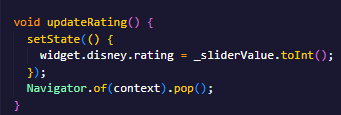 void updateRating() {
  setState(() {
    widget.disney.rating = _sliderValue.toInt();
  });
  Navigator.of(context).pop();
}